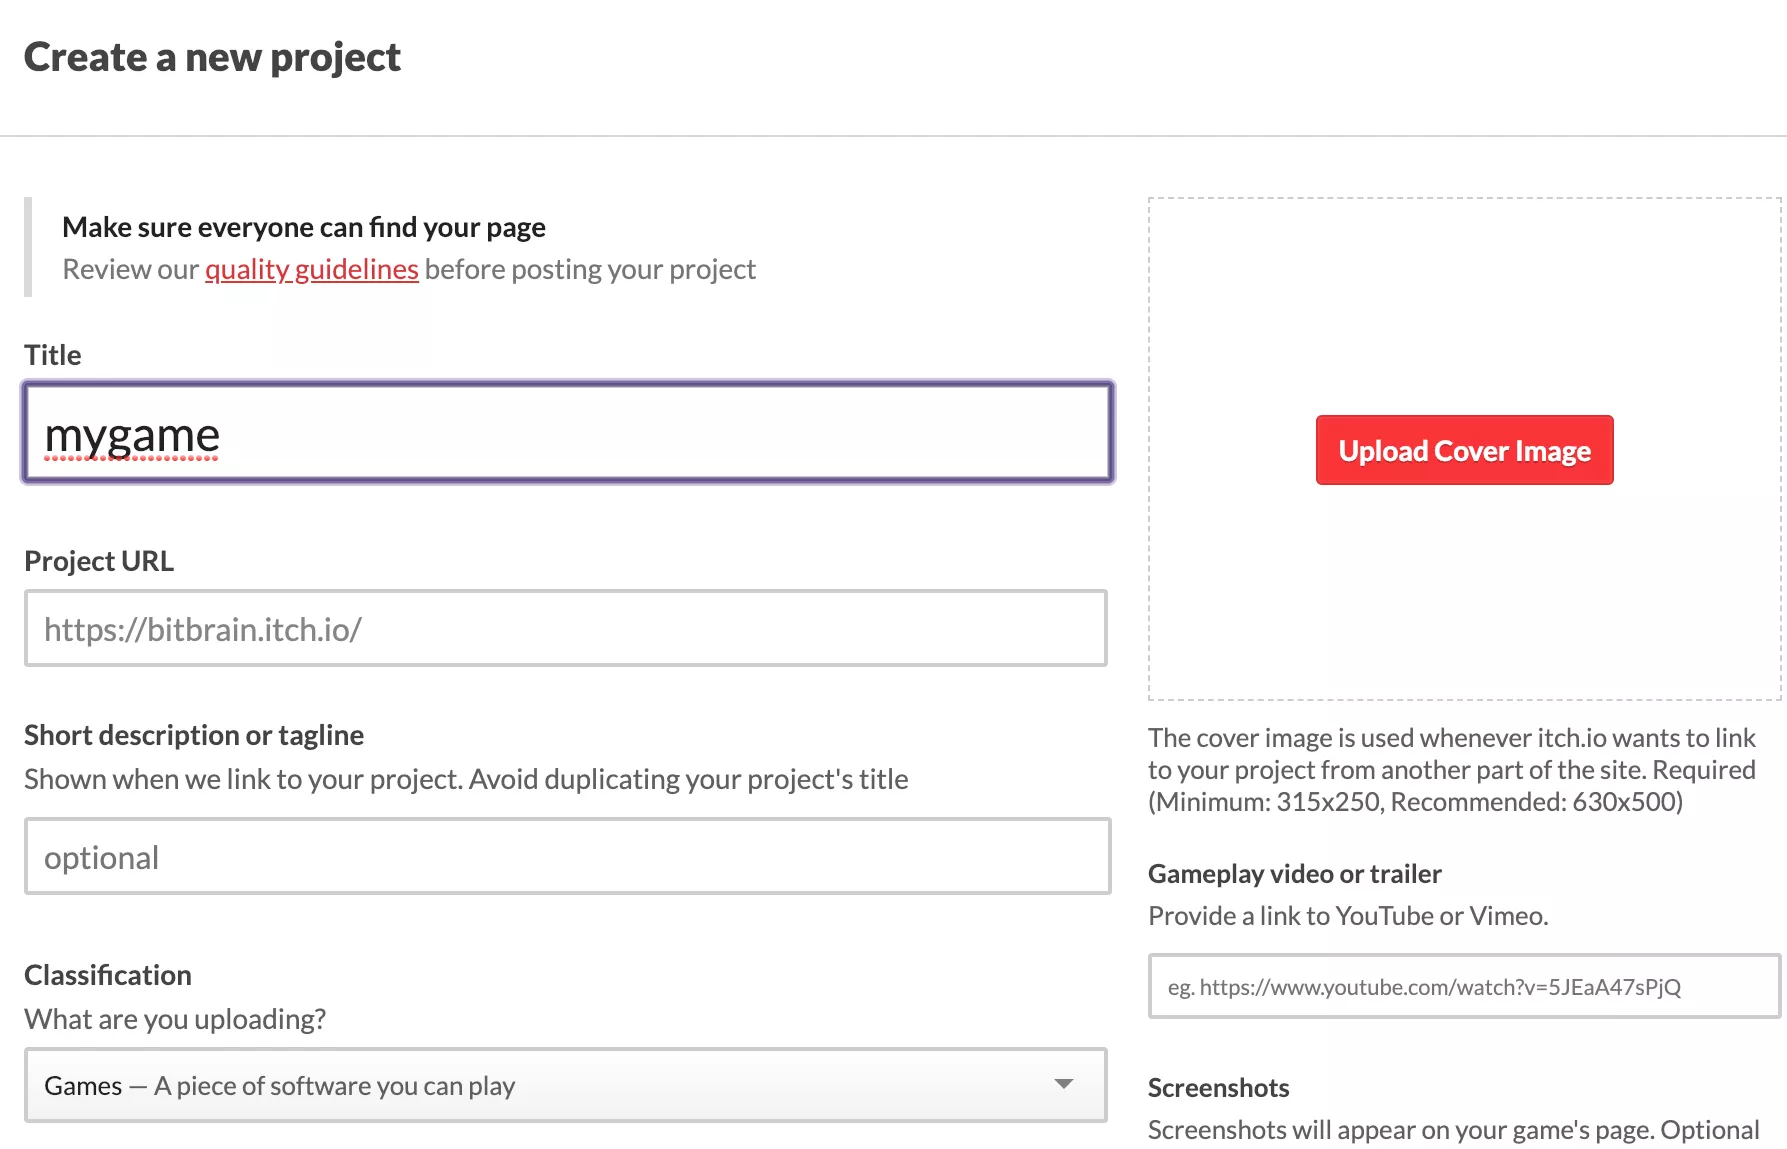 Create a new project
Make sure everyone can find your page
Review our quality guidelines before posting your project
Title
mygame
Project URL
https://bitbrain.itch.io/
Short description or tagline
Shown when we link to your project. Avoid duplicating your project's title
optional
Classification
What are you uploading?
Games — A piece of software you can play
Upload Cover Image
The cover image is used whenever itch.io wants to link
to your project from another part of the site. Required
(Minimum: 315x250, Recommended: 630x500)
Gameplay video or trailer
Provide a link to YouTube or Vimeo.
eg. https://www.youtube.com/watch?v=5JEaA47sPjQ
Screenshots
Screenshots will appear on your game's page. Optional